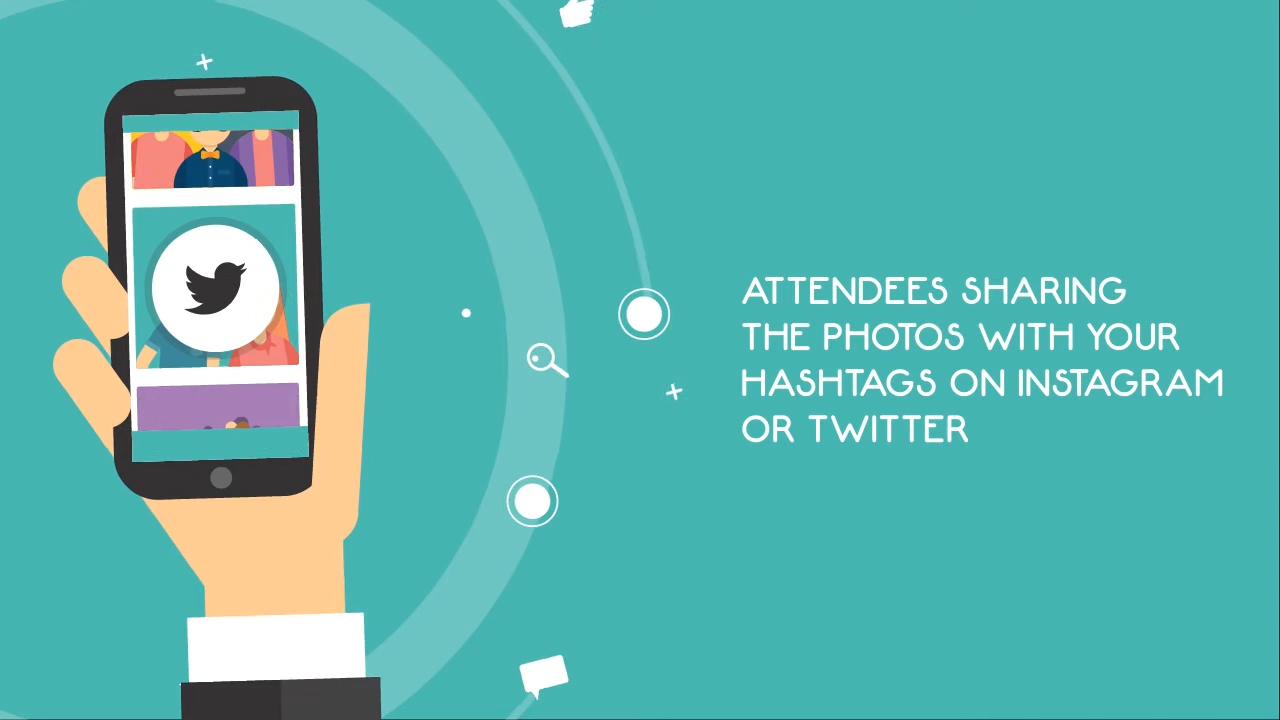 ATTENDEES SHARING
THE PHOTOS WITH YOUR
HASHTAGS ON INSTAGRAM
OR TWITTER